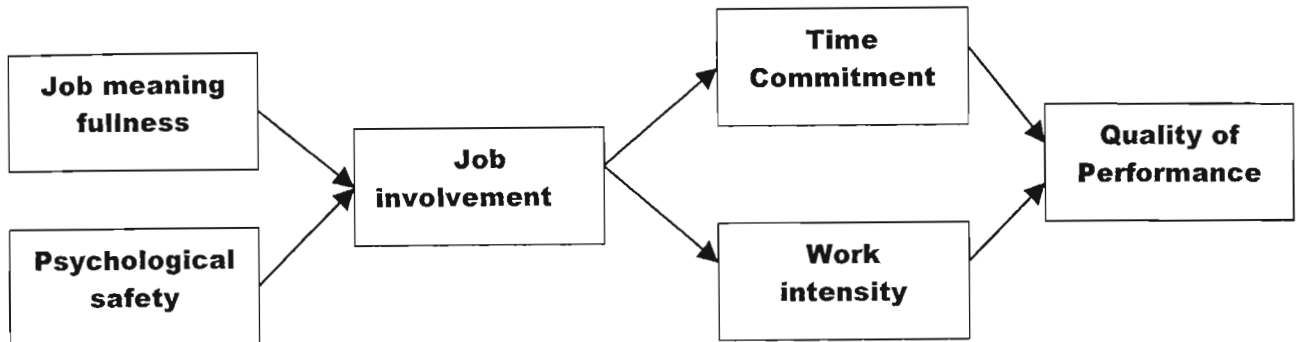 Job meaning
fullness
Psychological
safety
Job
involvement
Time
Commitment
Work
intensity
Quality of
Performance